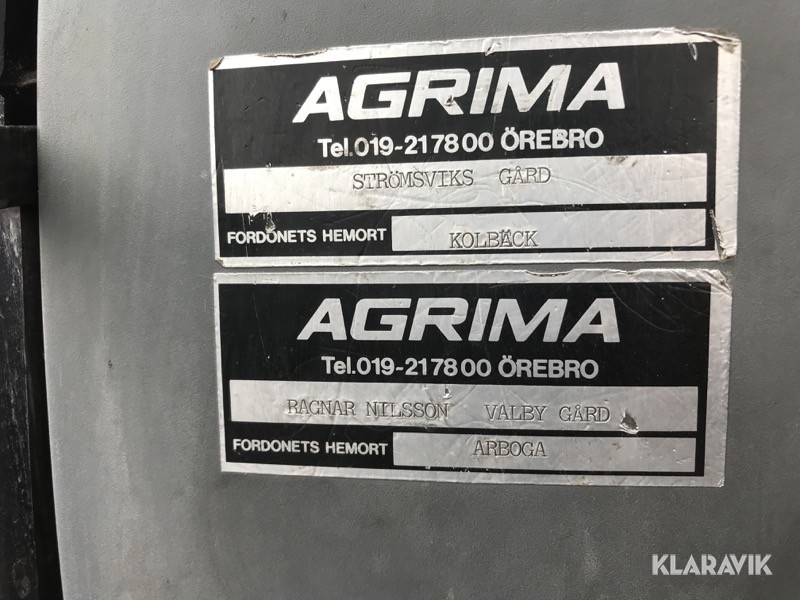 AGRIMA
Tel.019-217800 ÖREBRO
STRÖMSVIKS GÅRD
FORDONETS HEMORT KOLBÄCK
AGRIMA
Tel.019-217800 ÖREBRO
RAGNAR NILSSON VALBY GÅRD
FORDONETS HEMORT ARBOGA
KLARAVIK